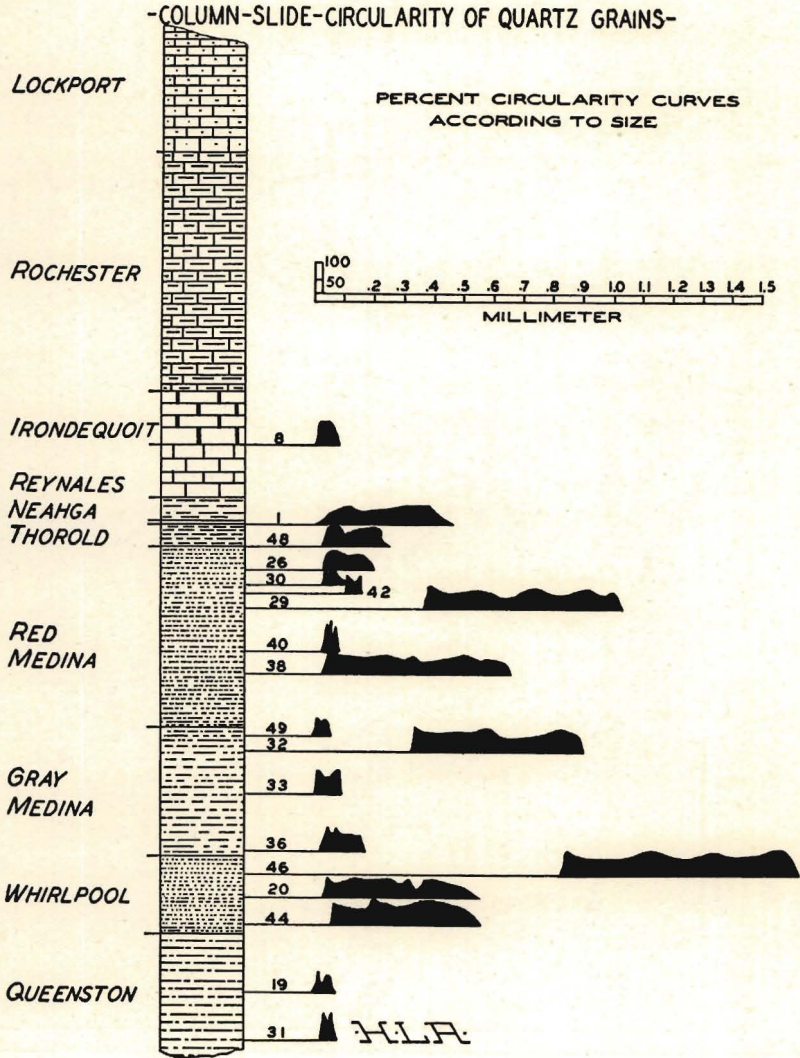 -COLUMN-SLIDE-CIRCULARITY OF QUARTZ GRAINS-
LOCKPORT
PERCENT CIRCULARITY CURVES
ACCORDING TO SIZE
ROCHESTER
100
50 .2 .3 .4 .5 .6 .7 .8 .9 1.0 1.1 1.2 1.3 1.4 1.5
MILLIMETER
IRONDEQUOIT
8
REYNALES
NEAHGA
1
THOROLD
48
26
30
42
29
RED
MEDINA
40
38
49
32
GRAY
MEDINA
33
36
46
WHIRLPOOL
20
44
QUEENSTON
19
31
H.L.A.